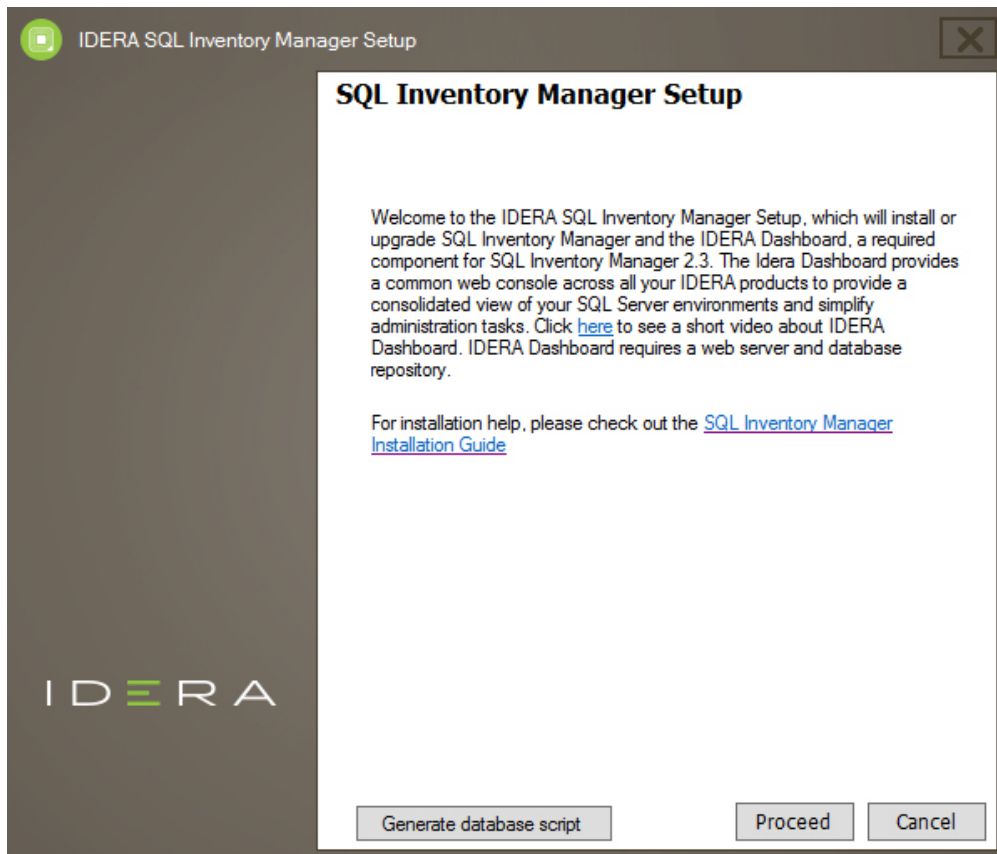 IDERA SQL Inventory Manager Setup
SQL Inventory Manager Setup
Welcome to the IDERA SQL Inventory Manager Setup, which will install or
upgrade SQL Inventory Manager and the IDERA Dashboard, a required
component for SQL Inventory Manager 2.3. The Idera Dashboard provides
a common web console across all your IDERA products to provide a
consolidated view of your SQL Server environments and simplify
administration tasks. Click here to see a short video about IDERA
Dashboard. IDERA Dashboard requires a web server and database
repository.
For installation help, please check out the SQL Inventory Manager
Installation Guide
IDERA
Generate database script
Proceed
Cancel